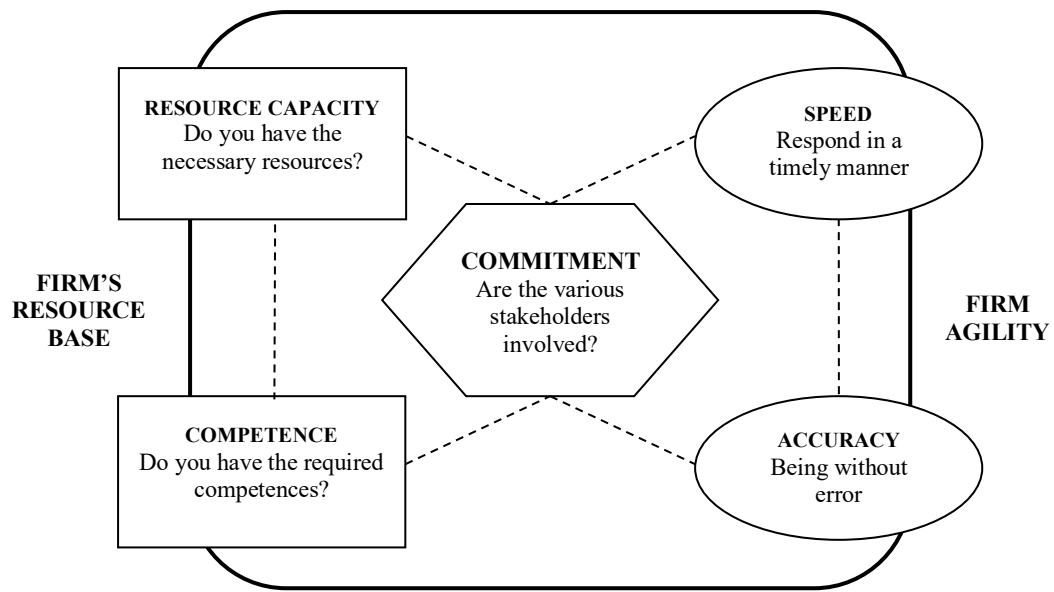 RESOURCE CAPACITY
Do you have the
necessary resources?
SPEED
Respond in a
timely manner
FIRM’S
RESOURCE
BASE
COMMITMENT
Are the various
stakeholders
involved?
FIRM
AGILITY
COMPETENCE
Do you have the required
competences?
ACCURACY
Being without
error